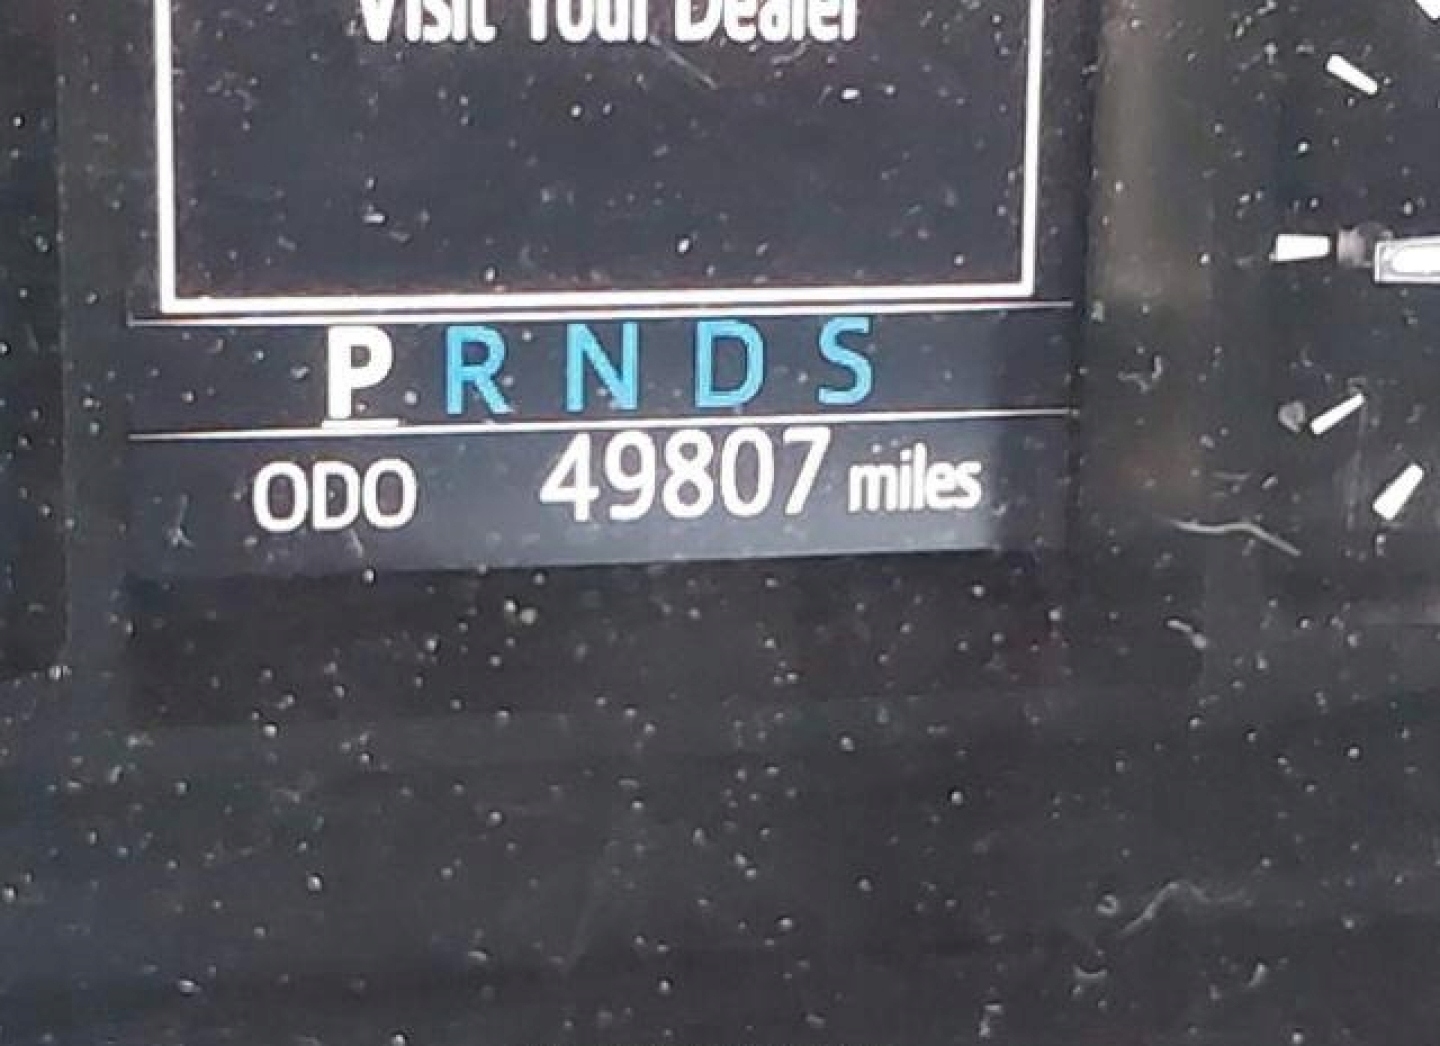 Visit Your Dealer
P R N D S
ODO 49807 miles